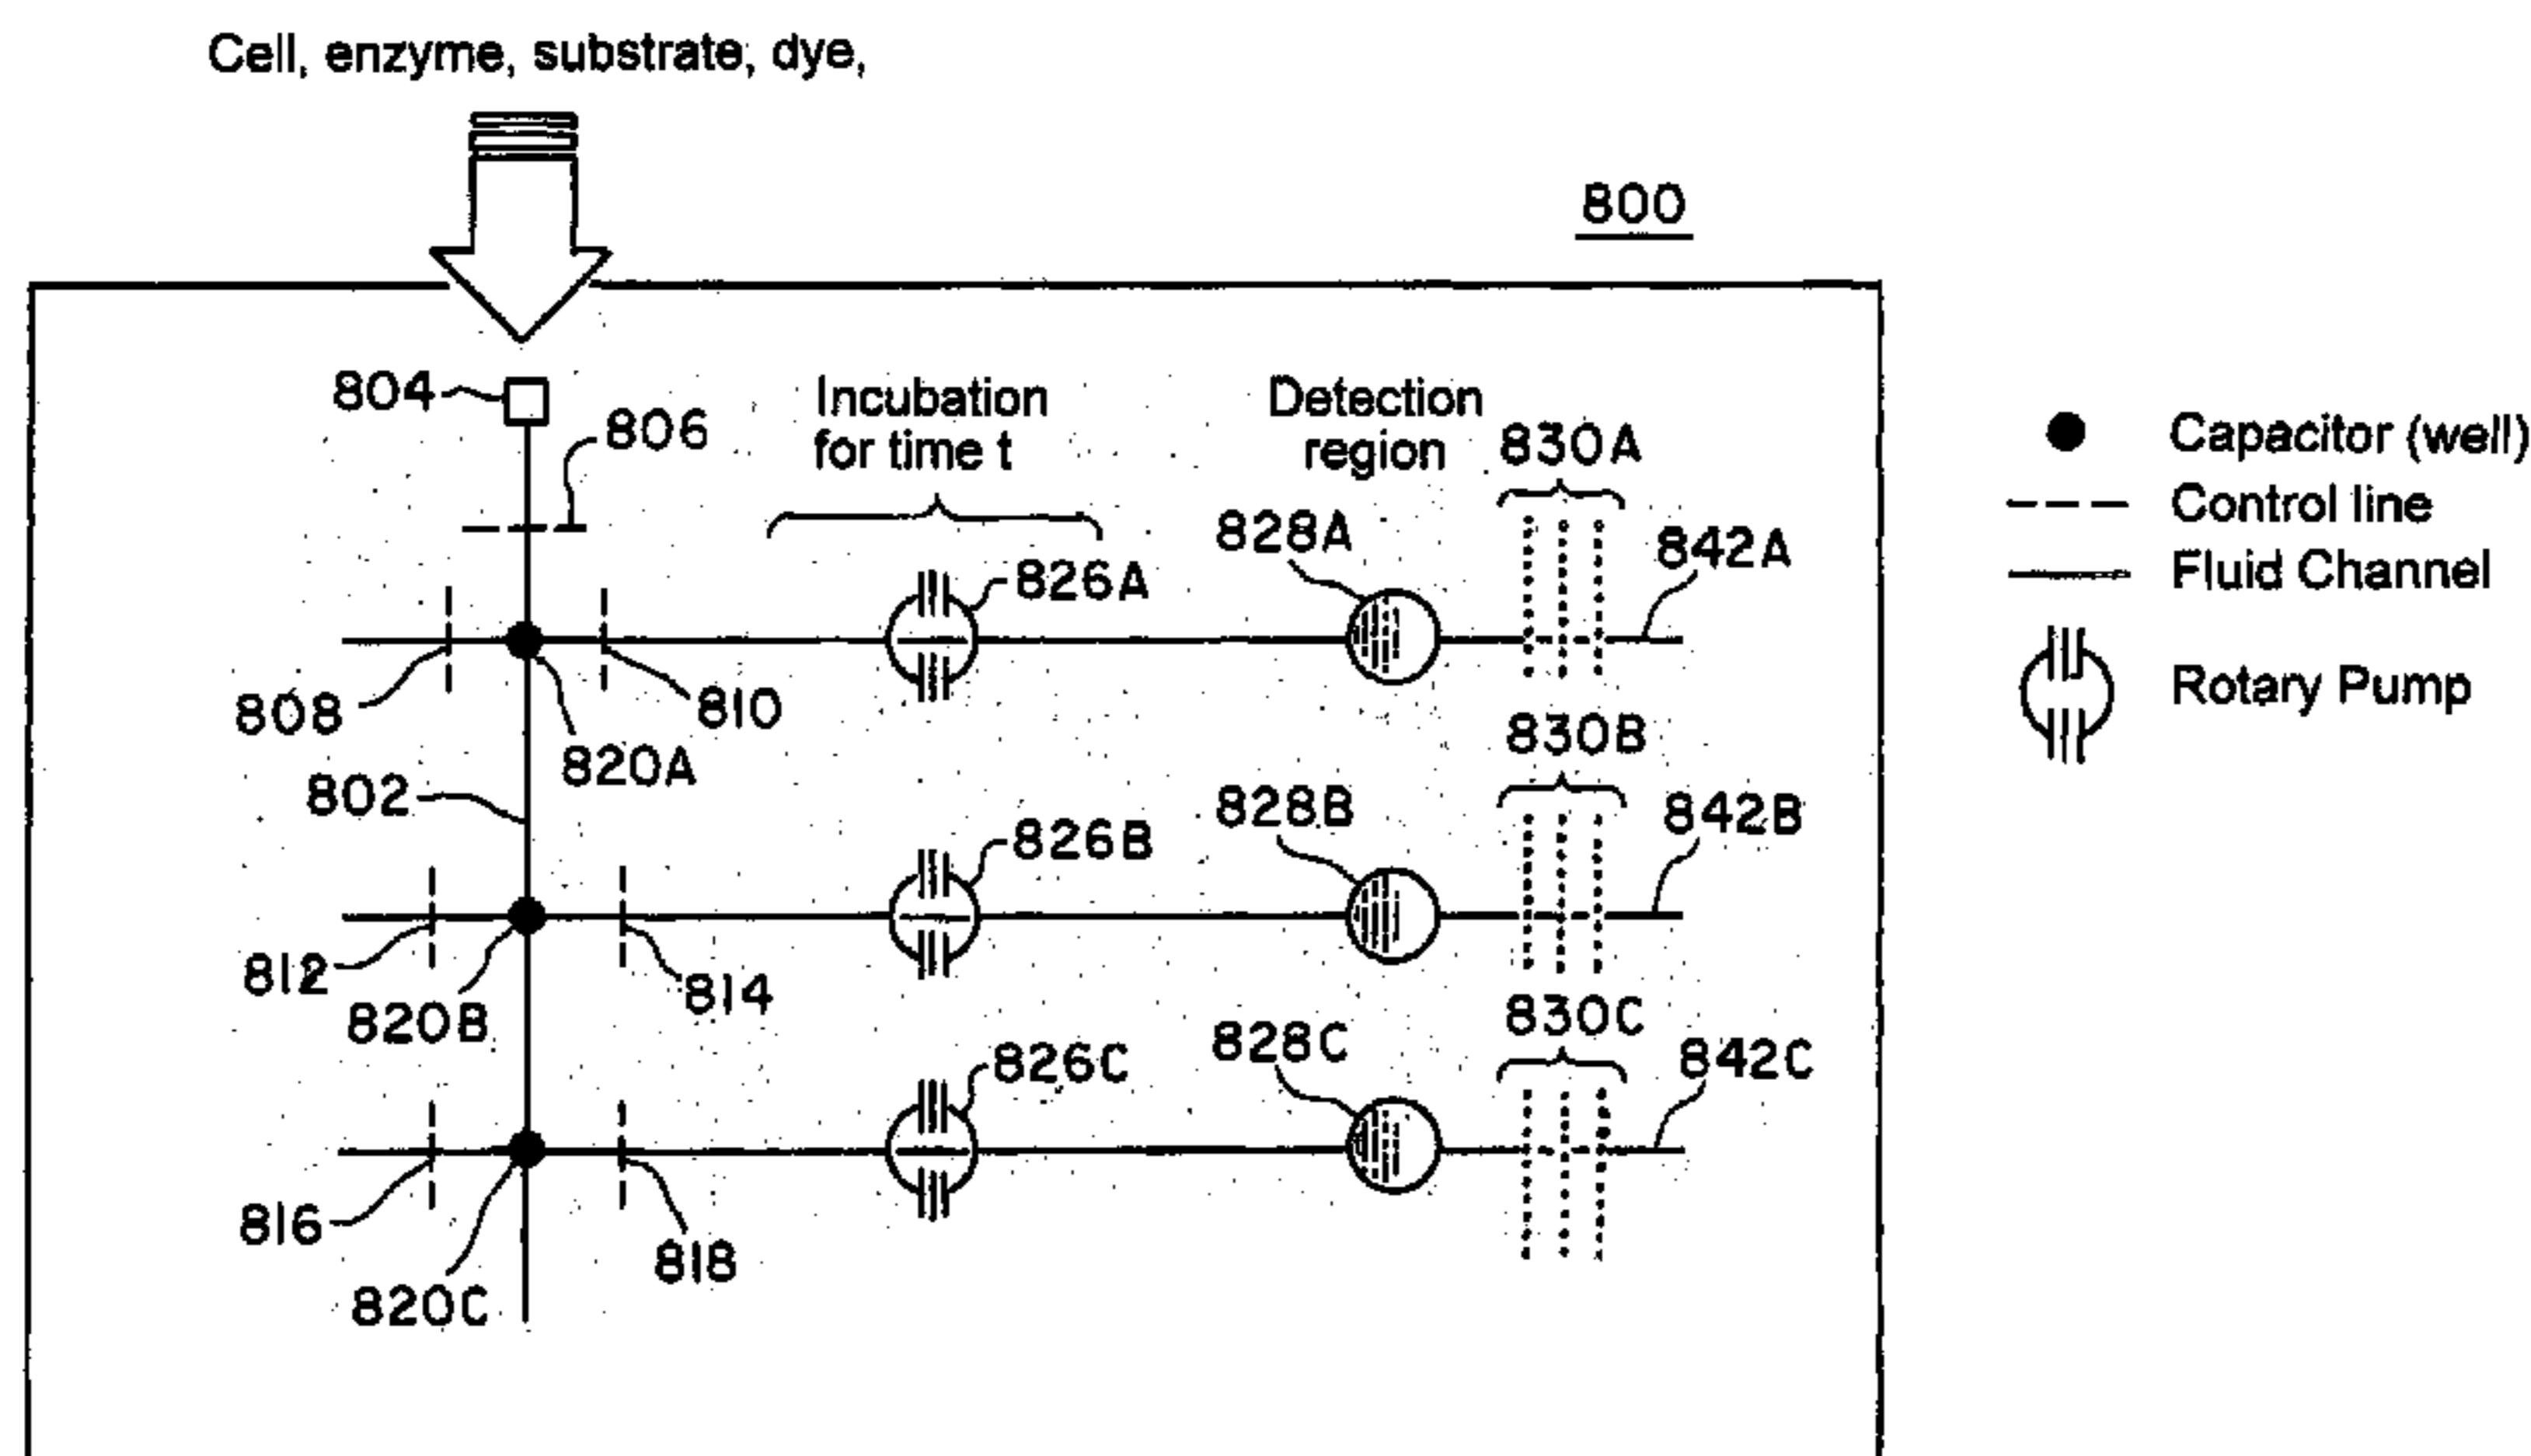 Cell, enzyme, substrate, dye,
800
804
806
Incubation
for time t
Detection
region
830A
828A
842A
826A
808
810
820A
802
830B
828B
842B
826B
812
814
820B
830C
828C
842C
826C
816
818
820C
Capacitor (well)
Control line
Fluid Channel
Rotary Pump